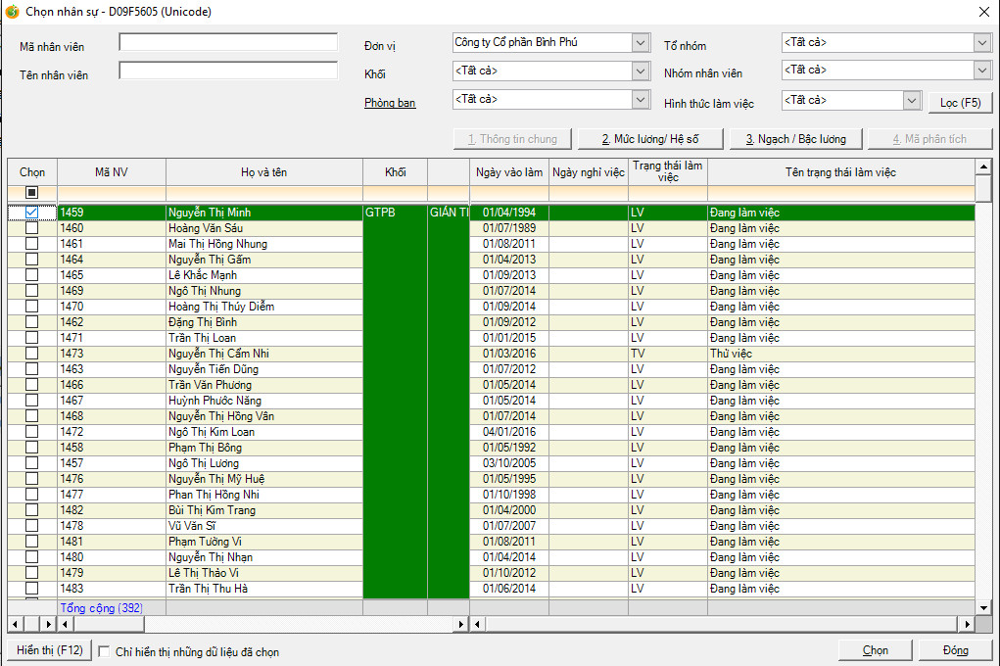 Chọn nhân sự - D09F5605 (Unicode)
Mã nhân viên
Đơn vị
Công ty Cổ phần Bình Phú
Tổ nhóm
<Tất cả>
Tên nhân viên
Khối
<Tất cả>
Nhóm nhân viên
<Tất cả>
Phòng ban
<Tất cả>
Hình thức làm việc
<Tất cả>
Lọc (F5)
1. Thông tin chung
2. Mức lương/ Hệ số
3. Ngạch / Bậc lương
4. Mã phân tích
Chọn Mã NV Họ và tên Khối Ngày vào làm Ngày nghỉ việc Trạng thái làm việc Tên trạng thái làm việc
1459 Nguyễn Thị Minh GTPB GIÁN TI 01/04/1994 LV Đang làm việc
1460 Hoàng Văn Sáu 01/07/1989 LV Đang làm việc
1461 Mai Thị Hồng Nhung 01/08/2011 LV Đang làm việc
1464 Nguyễn Thị Gấm 01/04/2013 LV Đang làm việc
1465 Lê Khắc Mạnh 01/09/2013 LV Đang làm việc
1469 Ngô Thị Nhung 01/07/2014 LV Đang làm việc
1470 Hoàng Thị Thúy Diễm 01/09/2014 LV Đang làm việc
1462 Đặng Thị Bình 01/09/2012 LV Đang làm việc
1471 Trần Thị Loan 01/01/2015 LV Đang làm việc
1473 Nguyễn Thị Cẩm Nhi 01/03/2016 TV Thử việc
1463 Nguyễn Tiến Dũng 01/07/2012 LV Đang làm việc
1466 Trần Văn Phương 01/05/2014 LV Đang làm việc
1467 Huỳnh Phước Năng 01/05/2014 LV Đang làm việc
1468 Nguyễn Thị Hồng Vân 01/07/2014 LV Đang làm việc
1472 Ngô Thị Kim Loan 04/01/2016 LV Đang làm việc
1458 Phạm Thị Bông 01/05/1992 LV Đang làm việc
1457 Ngô Thị Lương 03/10/2005 LV Đang làm việc
1476 Nguyễn Thị Mỹ Huệ 01/05/1995 LV Đang làm việc
1477 Phan Thị Hồng Nhi 01/10/1998 LV Đang làm việc
1482 Bùi Thị Kim Trang 01/04/2000 LV Đang làm việc
1478 Vũ Văn Sĩ 01/07/2007 LV Đang làm việc
1481 Phạm Tường Vi 01/08/2011 LV Đang làm việc
1480 Nguyễn Thị Nhạn 01/04/2014 LV Đang làm việc
1479 Lê Thị Thảo Vi 01/10/2012 LV Đang làm việc
1483 Trần Thị Thu Hà 01/06/2014 LV Đang làm việc
Tổng cộng (392)
Hiển thị (F12)
Chỉ hiển thị những dữ liệu đã chọn
Chọn
Đóng